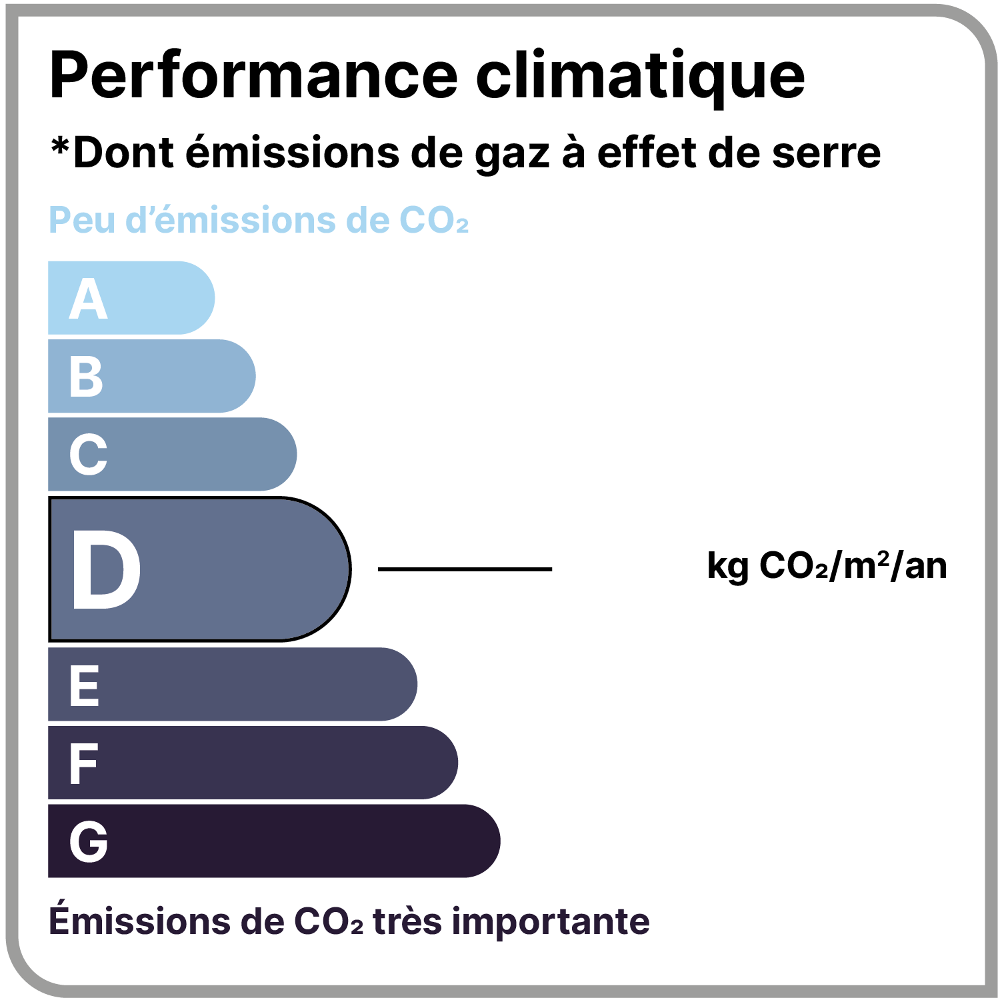 Performance climatique
*Dont émissions de gaz à effet de serre
Peu d’émissions de CO₂
A
B
C
D
kg CO₂/m²/an
E
F
G
Émissions de CO₂ très importante